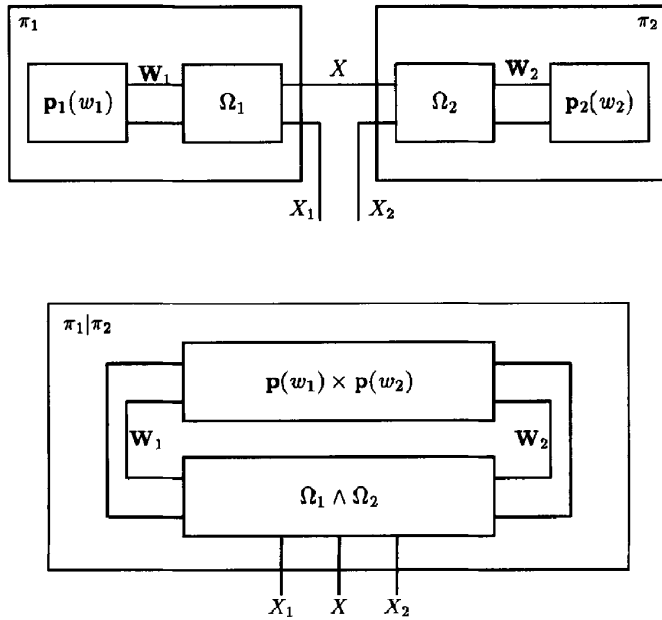 π₁ π₂
W₁ X W₂
p₁(w₁) Ω₁ Ω₂ p₂(w₂)
X₁ X₂
π₁|π₂
p(w₁) × p(w₂)
W₁ W₂
Ω₁ ∧ Ω₂
X₁ X X₂